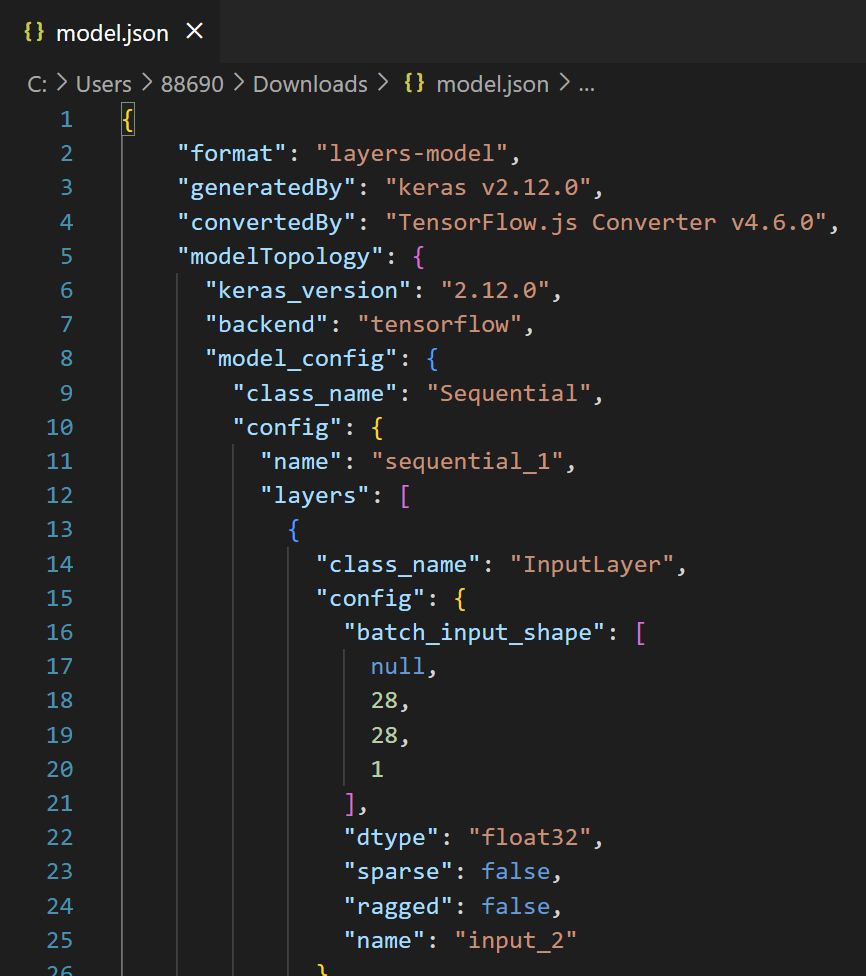 {} model.json ×
C: > Users > 88690 > Downloads > {} model.json > ...
1 {
2 "format": "layers-model",
3 "generatedBy": "keras v2.12.0",
4 "convertedBy": "TensorFlow.js Converter v4.6.0",
5 "modelTopology": {
6 "keras_version": "2.12.0",
7 "backend": "tensorflow",
8 "model_config": {
9 "class_name": "Sequential",
10 "config": {
11 "name": "sequential_1",
12 "layers": [
13 {
14 "class_name": "InputLayer",
15 "config": {
16 "batch_input_shape": [
17 null,
18 28,
19 28,
20 1
21 ],
22 "dtype": "float32",
23 "sparse": false,
24 "ragged": false,
25 "name": "input_2"
26 }